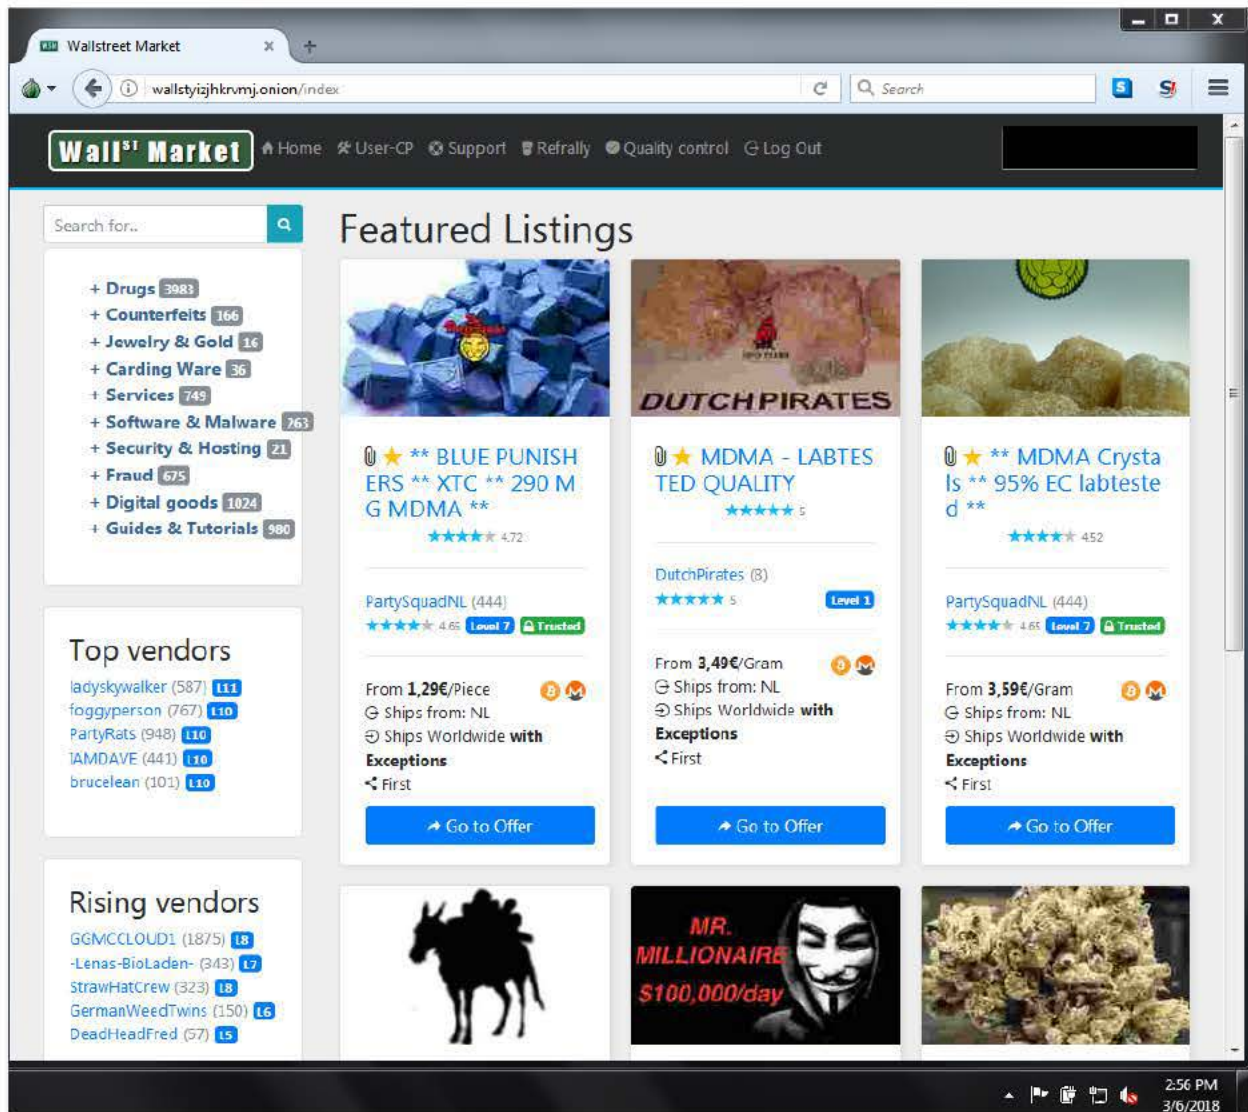 Wallstreet Market
wallstyizjhkrvmj.onion/index
Search
Wall ST Market
Home User-CP Support Refrally Quality control Log Out
Search for..
+ Drugs 3983
+ Counterfeits 166
+ Jewelry & Gold 16
+ Carding Ware 36
+ Services 749
+ Software & Malware 263
+ Security & Hosting 21
+ Fraud 675
+ Digital goods 1024
+ Guides & Tutorials 980
Top vendors
ladyskywalker (587) L11
foggyperson (767) L10
PartyRats (948) L10
IAMDAVE (441) L10
brucelean (101) L10
Rising vendors
GGMCCLOUD1 (1875) L8
-Lenas-BioLaden- (343) L7
StrawHatCrew (323) L8
GermanWeedTwins (150) L6
DeadHeadFred (57) L5
Featured Listings
** BLUE PUNISH
ERS ** XTC ** 290 M
G MDMA **
4.72
PartySquadNL (444)
4.65 Level 7 Trusted
From 1,29€/Piece
Ships from: NL
Ships Worldwide with
Exceptions
First
Go to Offer
DUTCHPIRATES
MDMA - LABTES
TED QUALITY
5
DutchPirates (8)
5 Level 1
From 3,49€/Gram
Ships from: NL
Ships Worldwide with
Exceptions
First
Go to Offer
** MDMA Crysta
ls ** 95% EC labteste
d **
4.52
PartySquadNL (444)
4.65 Level 7 Trusted
From 3,59€/Gram
Ships from: NL
Ships Worldwide with
Exceptions
First
Go to Offer
MR.
MILLIONAIRE
$100,000/day
2:56 PM
3/6/2018